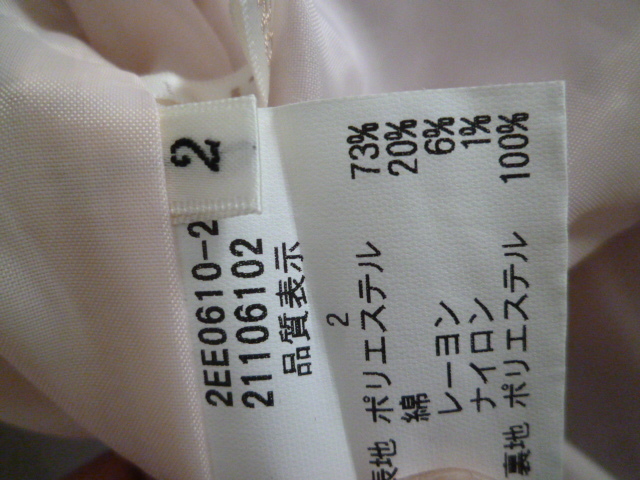 2
2EE0610-2
21106102
品質表示
2
表地 ポリエステル 73%
綿 20%
レーヨン 6%
ナイロン 1%
裏地 ポリエステル 100%